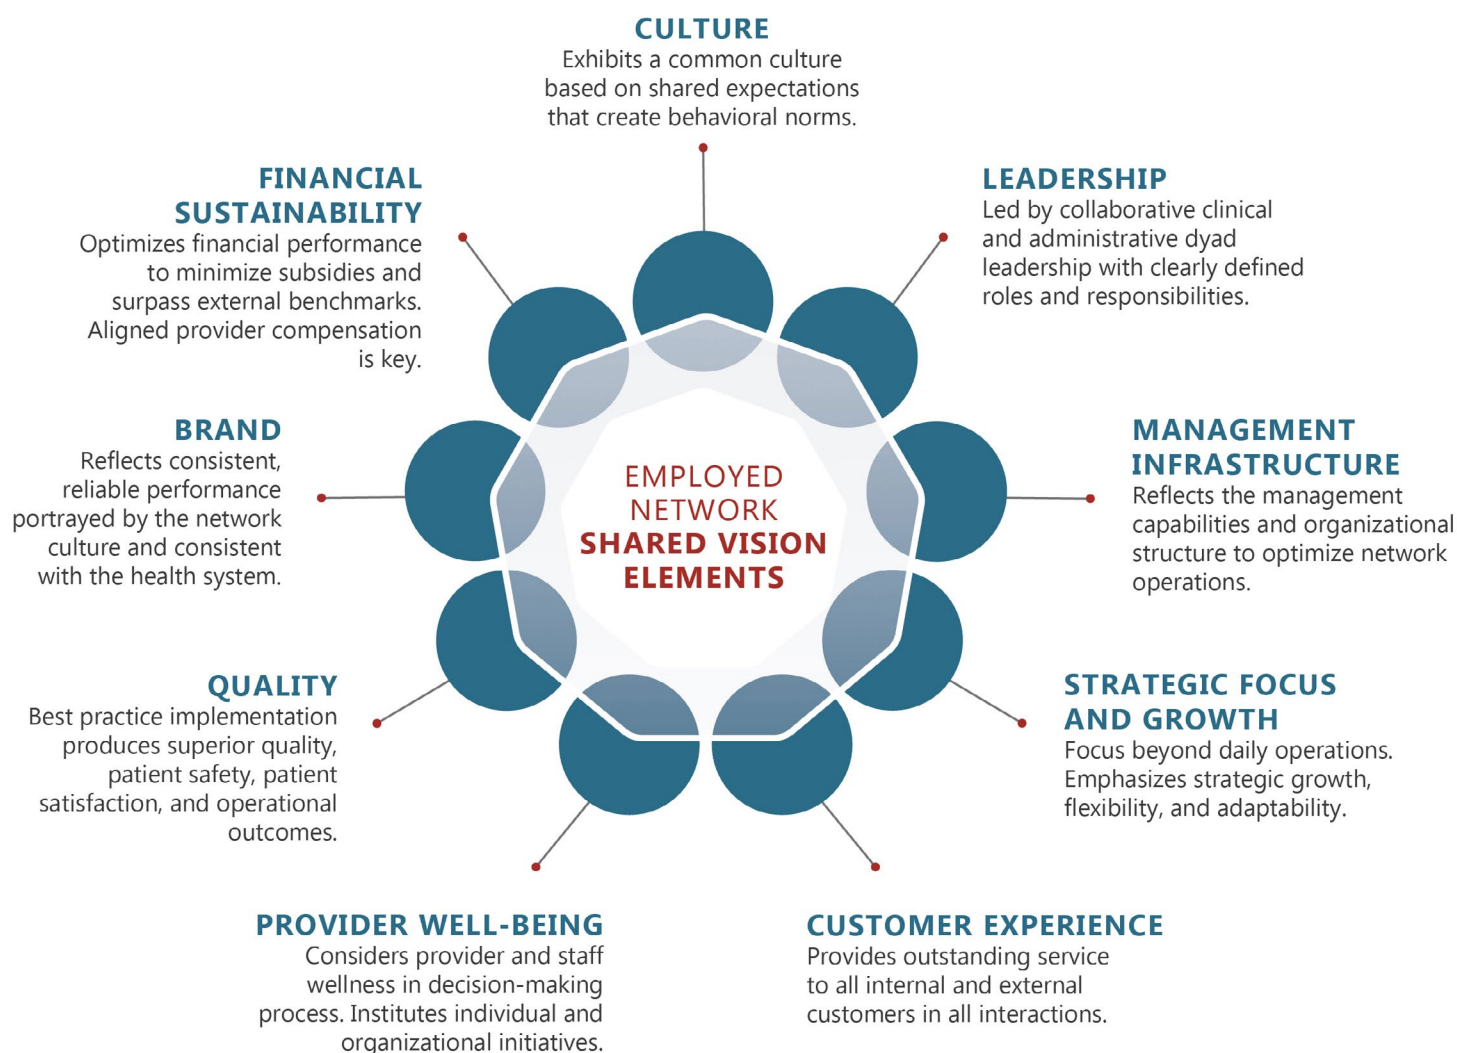 CULTURE
Exhibits a common culture
based on shared expectations
that create behavioral norms.
LEADERSHIP
Led by collaborative clinical
and administrative dyad
leadership with clearly defined
roles and responsibilities.
MANAGEMENT
INFRASTRUCTURE
Reflects the management
capabilities and organizational
structure to optimize network
operations.
STRATEGIC FOCUS
AND GROWTH
Focus beyond daily operations.
Emphasizes strategic growth,
flexibility, and adaptability.
CUSTOMER EXPERIENCE
Provides outstanding service
to all internal and external
customers in all interactions.
PROVIDER WELL-BEING
Considers provider and staff
wellness in decision-making
process. Institutes individual and
organizational initiatives.
QUALITY
Best practice implementation
produces superior quality,
patient safety, patient
satisfaction, and operational
outcomes.
BRAND
Reflects consistent,
reliable performance
portrayed by the network
culture and consistent
with the health system.
FINANCIAL
SUSTAINABILITY
Optimizes financial performance
to minimize subsidies and
surpass external benchmarks.
Aligned provider compensation
is key.
EMPLOYED
NETWORK
SHARED VISION
ELEMENTS